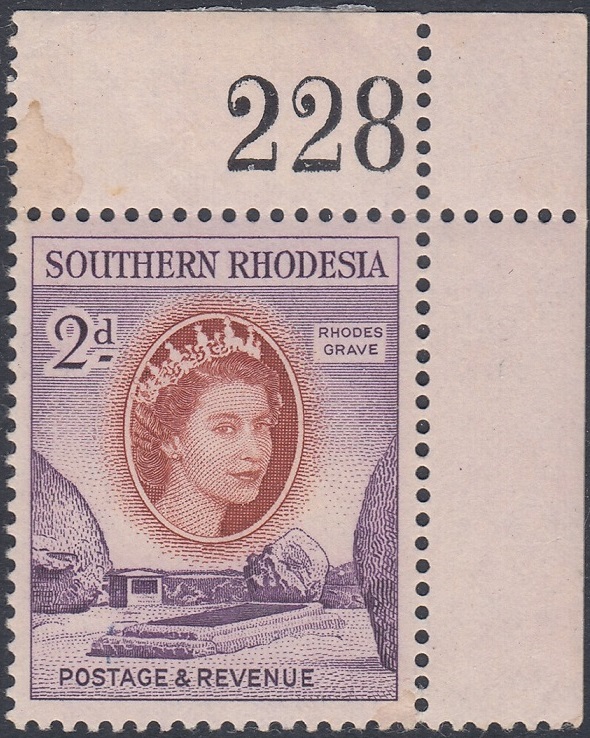 228
SOUTHERN RHODESIA
2d
RHODES
GRAVE
POSTAGE & REVENUE